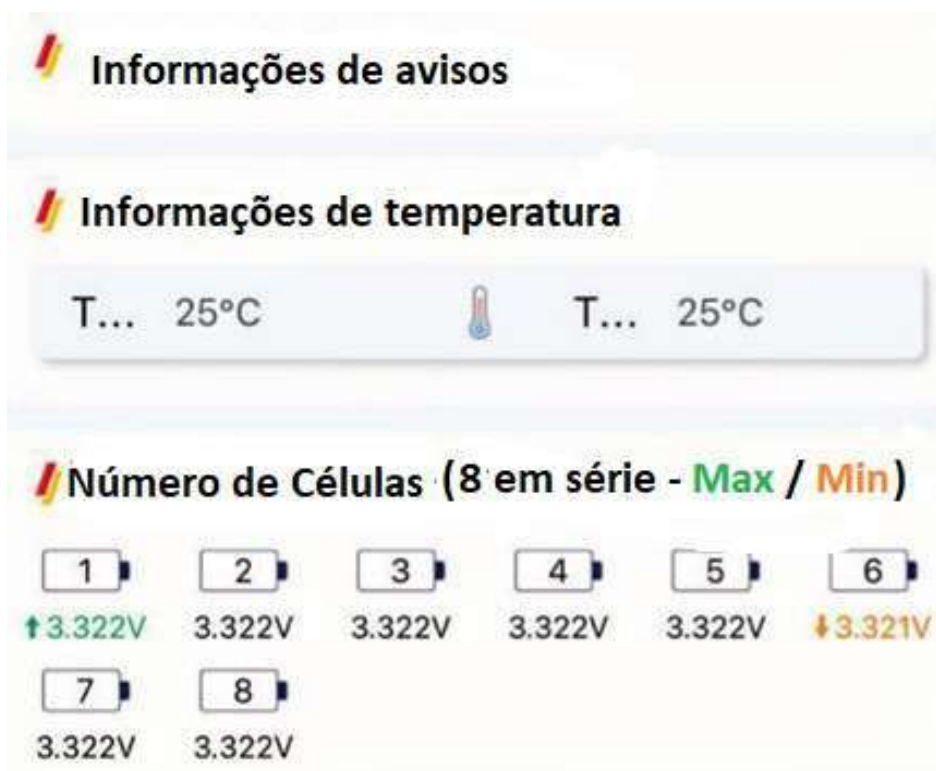 Informações de avisos
Informações de temperatura
T... 25°C T... 25°C
Número de Células (8 em série - Max / Min)
1 2 3 4 5 6
↑3.322V 3.322V 3.322V 3.322V 3.322V ↓3.321V
7 8
3.322V 3.322V